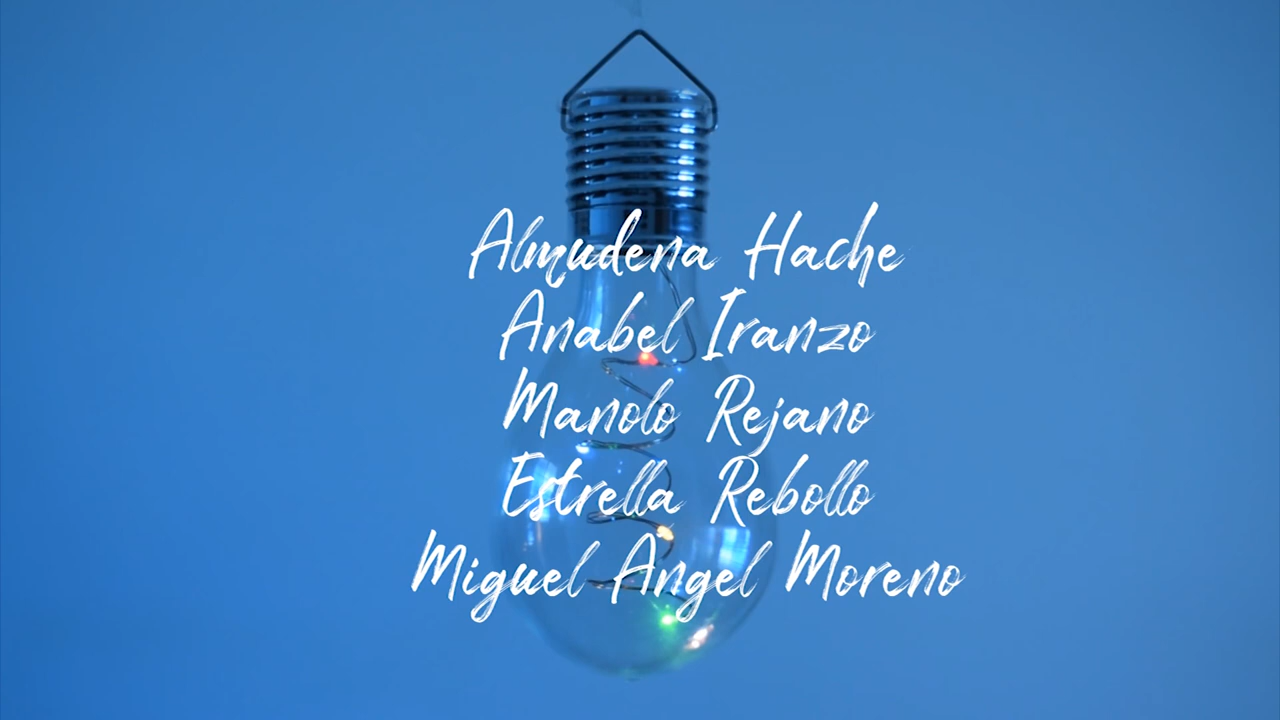 Almudena Hache
Anabel Iranzo
Manolo Rejano
Estrella Rebollo
Miguel Angel Moreno